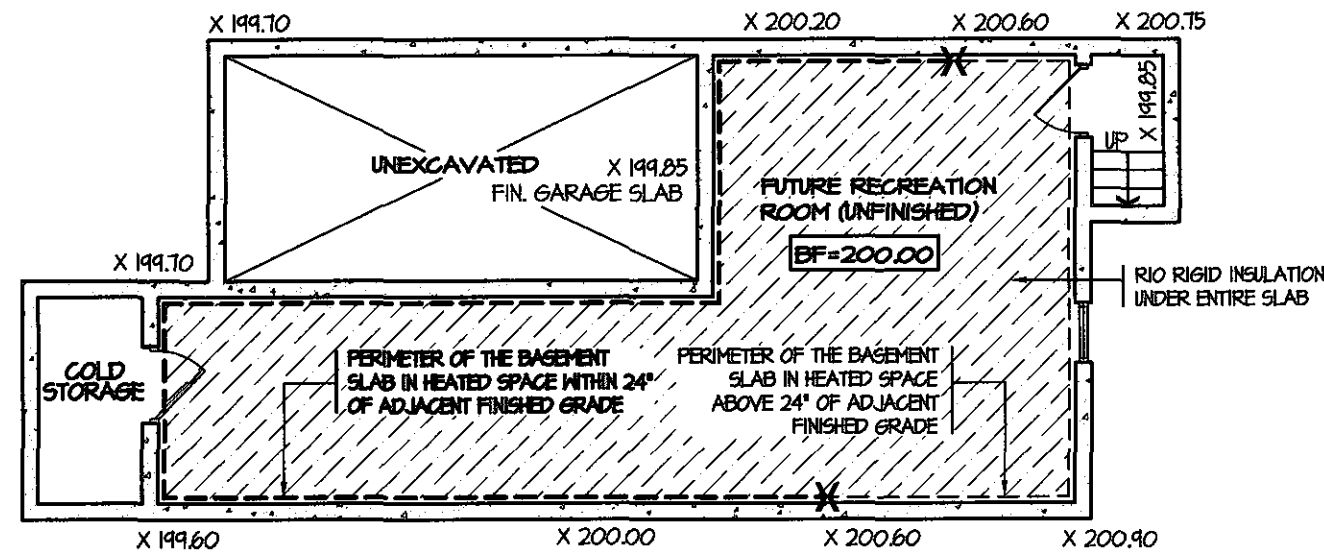 X 199.70
X 200.20
X 200.60
X 200.75
X 199.85
UP
UNEXCAVATED
X 199.85
FIN. GARAGE SLAB
FUTURE RECREATION
ROOM (UNFINISHED)
BF=200.00
X 199.70
R10 RIGID INSULATION
UNDER ENTIRE SLAB
COLD
STORAGE
PERIMETER OF THE BASEMENT
SLAB IN HEATED SPACE WITHIN 24"
OF ADJACENT FINISHED GRADE
PERIMETER OF THE BASEMENT
SLAB IN HEATED SPACE
ABOVE 24" OF ADJACENT
FINISHED GRADE
X 199.60
X 200.00
X 200.60
X 200.90